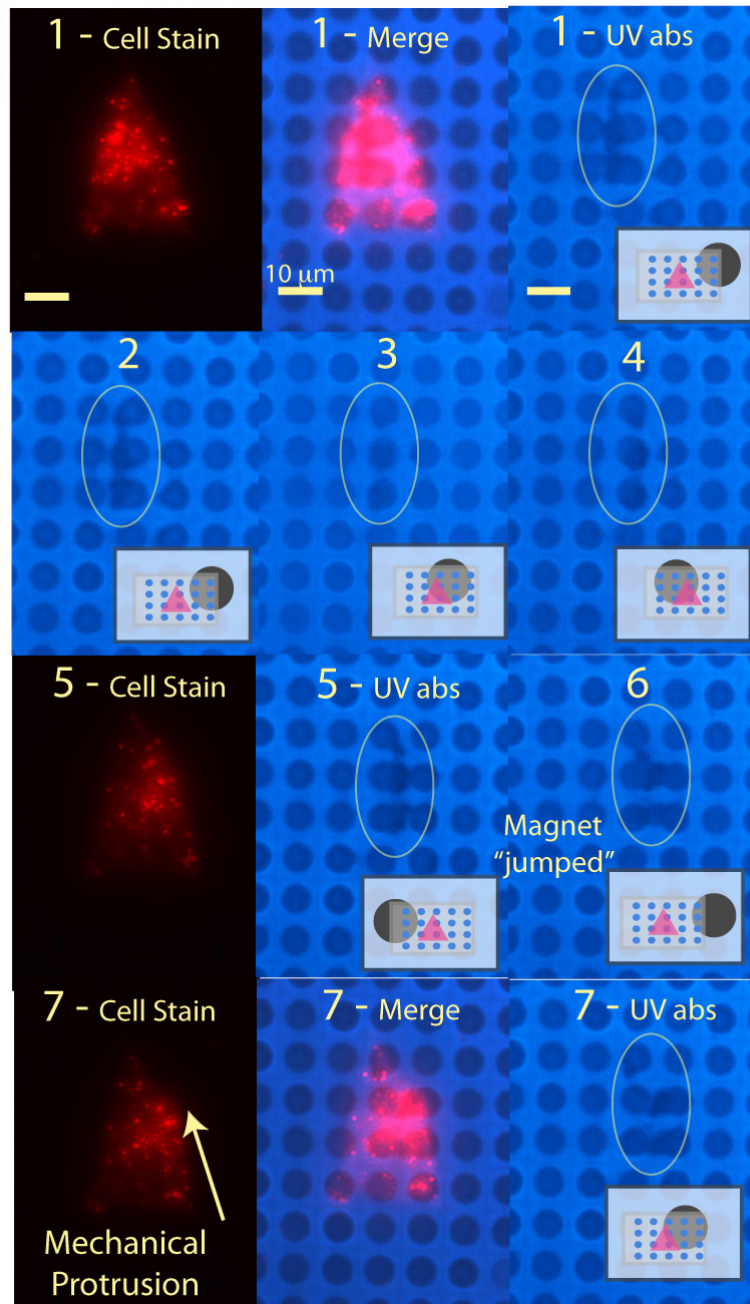 1 - Cell Stain
1 - Merge
1 - UV abs
10 μm
2
3
4
5 - Cell Stain
5 - UV abs
6
Magnet
“jumped”
7 - Cell Stain
7 - Merge
7 - UV abs
Mechanical
Protrusion